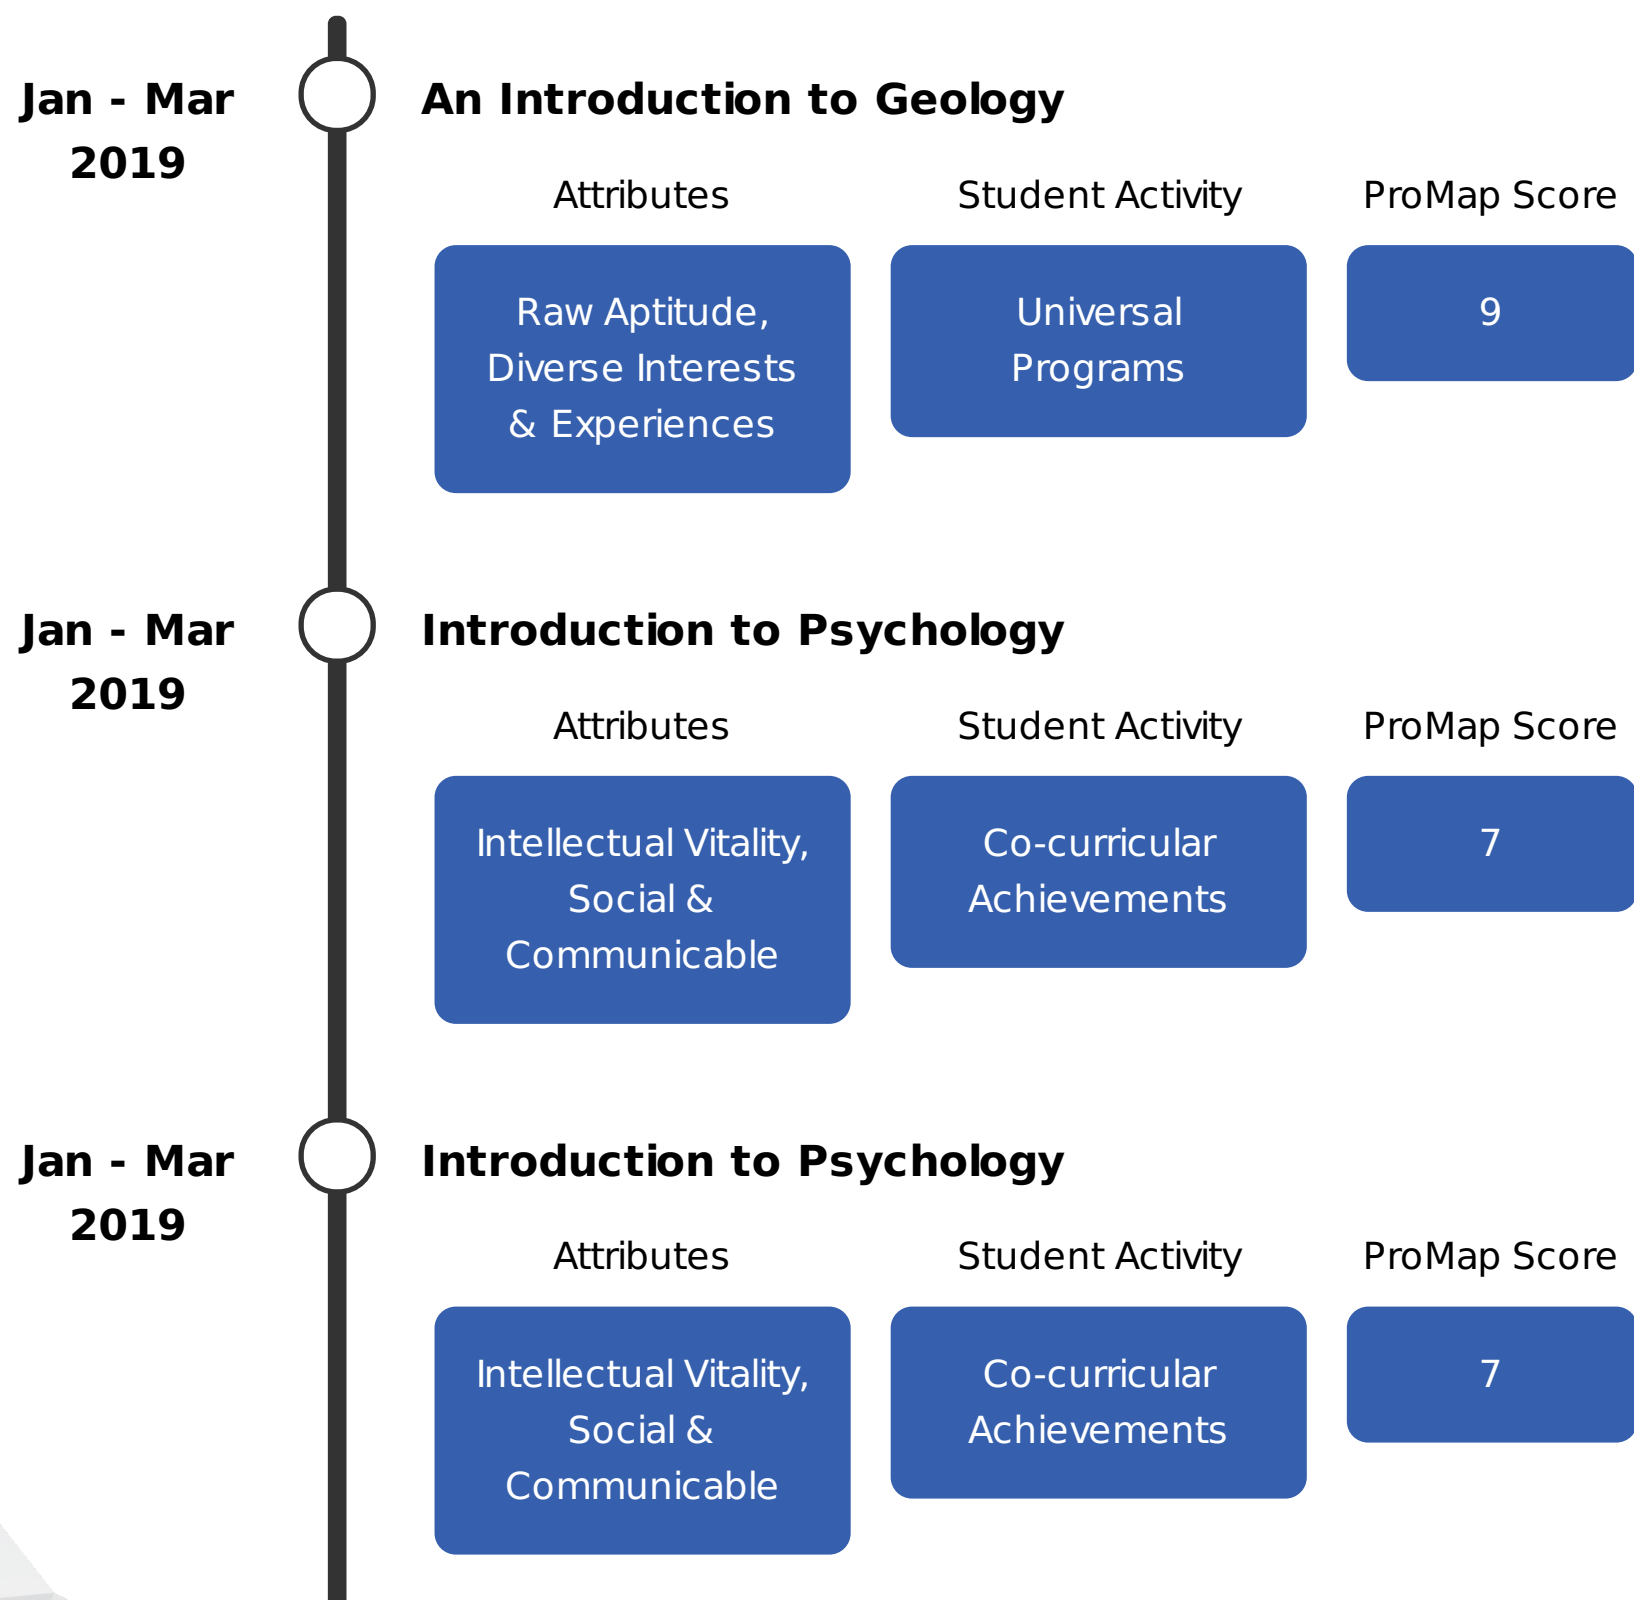 Jan - Mar
2019
An Introduction to Geology
Attributes
Student Activity
ProMap Score
Raw Aptitude,
Diverse Interests
& Experiences
Universal
Programs
9
Jan - Mar
2019
Introduction to Psychology
Attributes
Student Activity
ProMap Score
Intellectual Vitality,
Social &
Communicable
Co-curricular
Achievements
7
Jan - Mar
2019
Introduction to Psychology
Attributes
Student Activity
ProMap Score
Intellectual Vitality,
Social &
Communicable
Co-curricular
Achievements
7